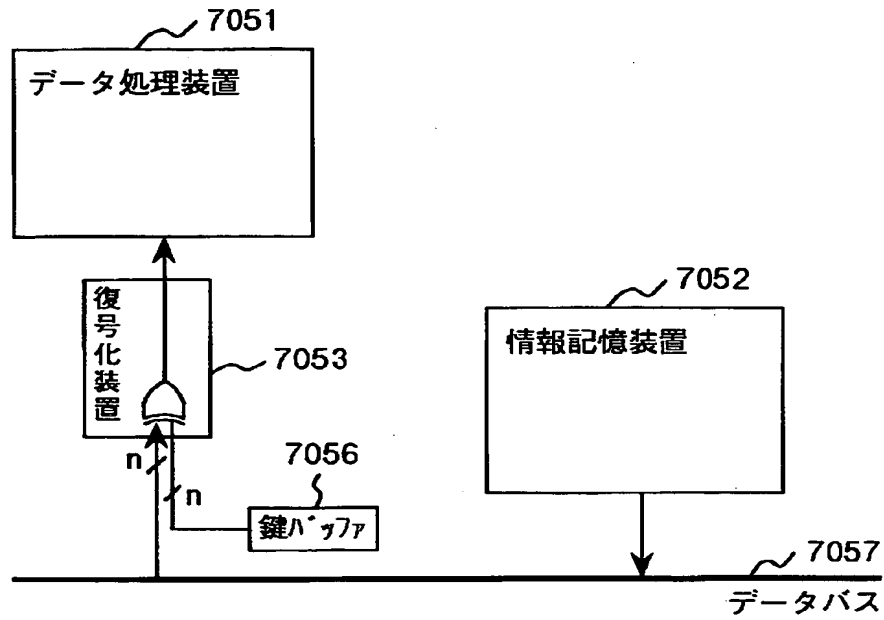 7051
データ処理装置
復号化装置
7053
n
n
7056
鍵ﾊﾞｯﾌｧ
7052
情報記憶装置
7057
データバス